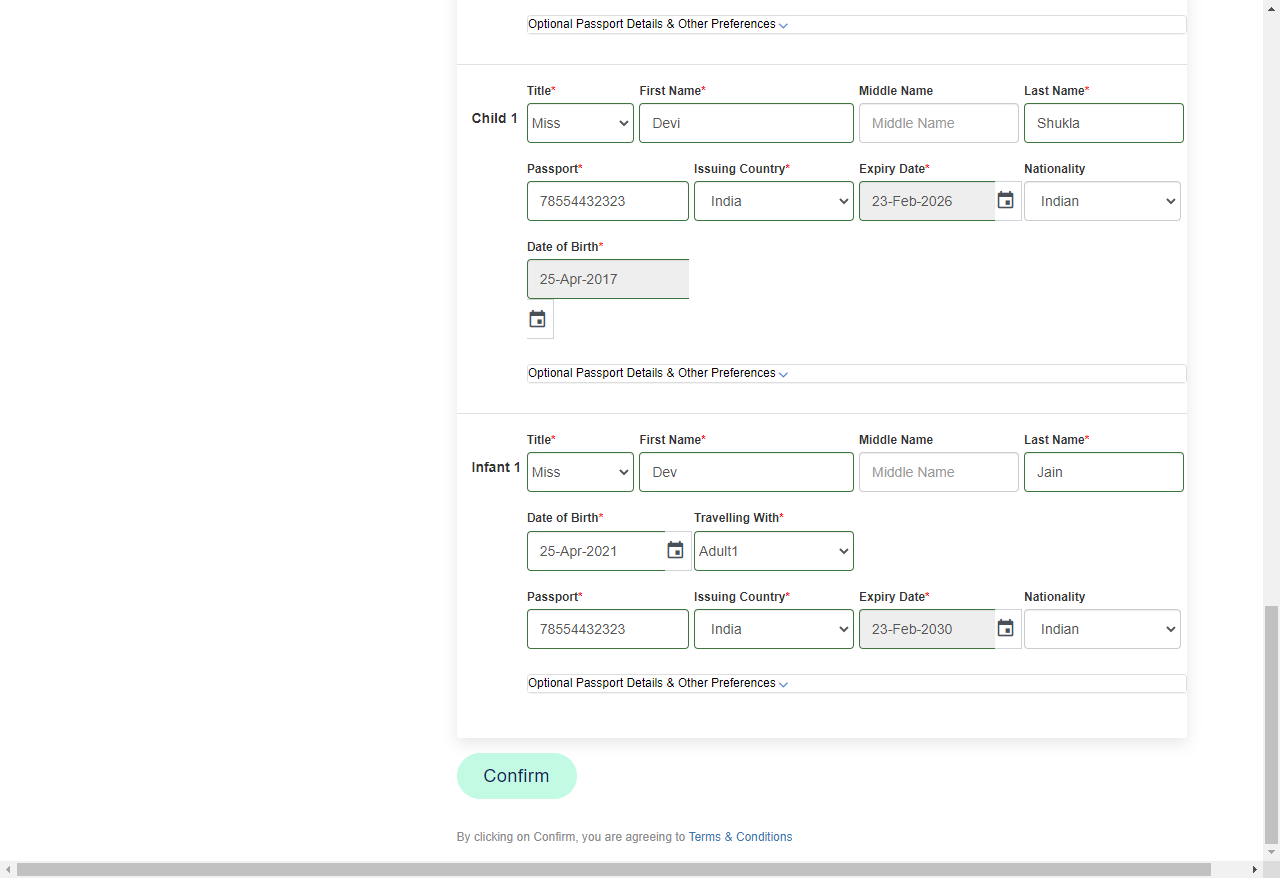 Optional Passport Details & Other Preferences
Title* First Name* Middle Name Last Name*
Child 1 Miss Devi Middle Name Shukla
Passport* Issuing Country* Expiry Date* Nationality
78554432323 India 23-Feb-2026 Indian
Date of Birth*
25-Apr-2017
Optional Passport Details & Other Preferences
Title* First Name* Middle Name Last Name*
Infant 1 Miss Dev Middle Name Jain
Date of Birth* Travelling With*
25-Apr-2021 Adult1
Passport* Issuing Country* Expiry Date* Nationality
78554432323 India 23-Feb-2030 Indian
Optional Passport Details & Other Preferences
Confirm
By clicking on Confirm, you are agreeing to Terms & Conditions